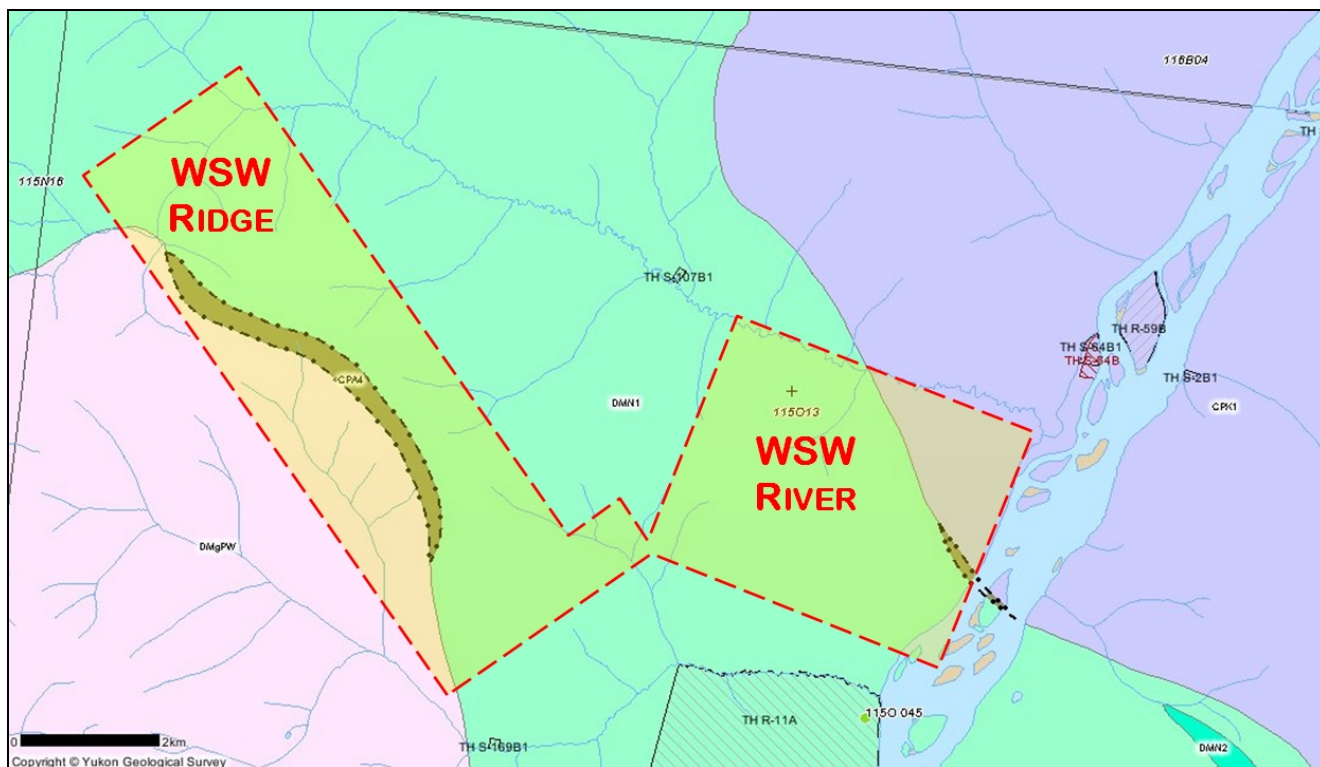 116B04
TH
115N16
WSW
RIDGE
TH S-107B1
TH R-59B
TH S-64B1
TH S-64B
TH S-2B1
CPA4
DMN1
115O13
CPK1
WSW
RIVER
DMgPW
TH R-11A
115O 045
TH S-169B1
DMN2
0 2km
Copyright © Yukon Geological Survey